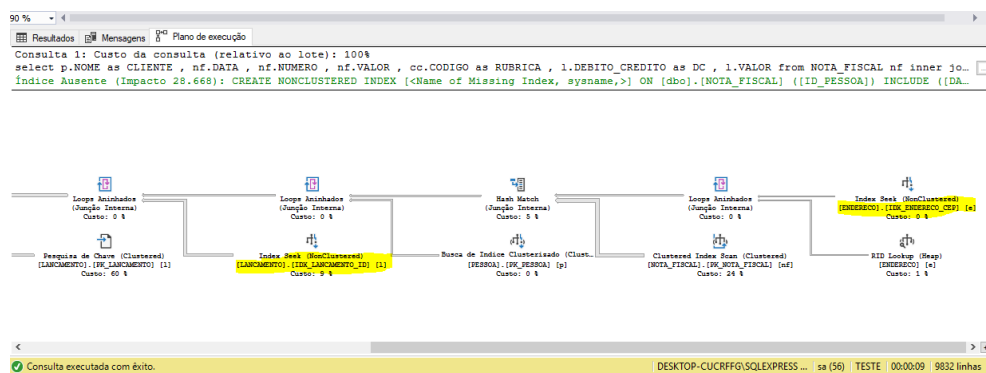 90 %
Resultados Mensagens Plano de execução
Consulta 1: Custo da consulta (relativo ao lote): 100%
select p.NOME as CLIENTE , nf.DATA , nf.NUMERO , nf.VALOR , cc.CODIGO as RUBRICA , l.DEBITO_CREDITO as DC , l.VALOR from NOTA_FISCAL nf inner jo…
Índice Ausente (Impacto 28.668): CREATE NONCLUSTERED INDEX [<Name of Missing Index, sysname,>] ON [dbo].[NOTA_FISCAL] ([ID_PESSOA]) INCLUDE ([DA…
Loops Aninhados
(Junção Interna)
Custo: 0 %
Loops Aninhados
(Junção Interna)
Custo: 0 %
Hash Match
(Junção Interna)
Custo: 5 %
Loops Aninhados
(Junção Interna)
Custo: 0 %
Index Seek (NonClustered)
[ENDERECO].[IDX_ENDERECO_CEP] [e]
Custo: 0 %
Pesquisa de Chave (Clustered)
[LANCAMENTO].[PK_LANCAMENTO] [l]
Custo: 60 %
Index Seek (NonClustered)
[LANCAMENTO].[IDX_LANCAMENTO_ID] [l]
Custo: 9 %
Busca de Índice Clusterizado (Clust…
[PESSOA].[PK_PESSOA] [p]
Custo: 0 %
Clustered Index Scan (Clustered)
[NOTA_FISCAL].[PK_NOTA_FISCAL] [nf]
Custo: 24 %
RID Lookup (Heap)
[ENDERECO] [e]
Custo: 1 %
Consulta executada com êxito. DESKTOP-CUCRFFG\SQLEXPRESS ... sa (56) TESTE 00:00:09 9832 linhas